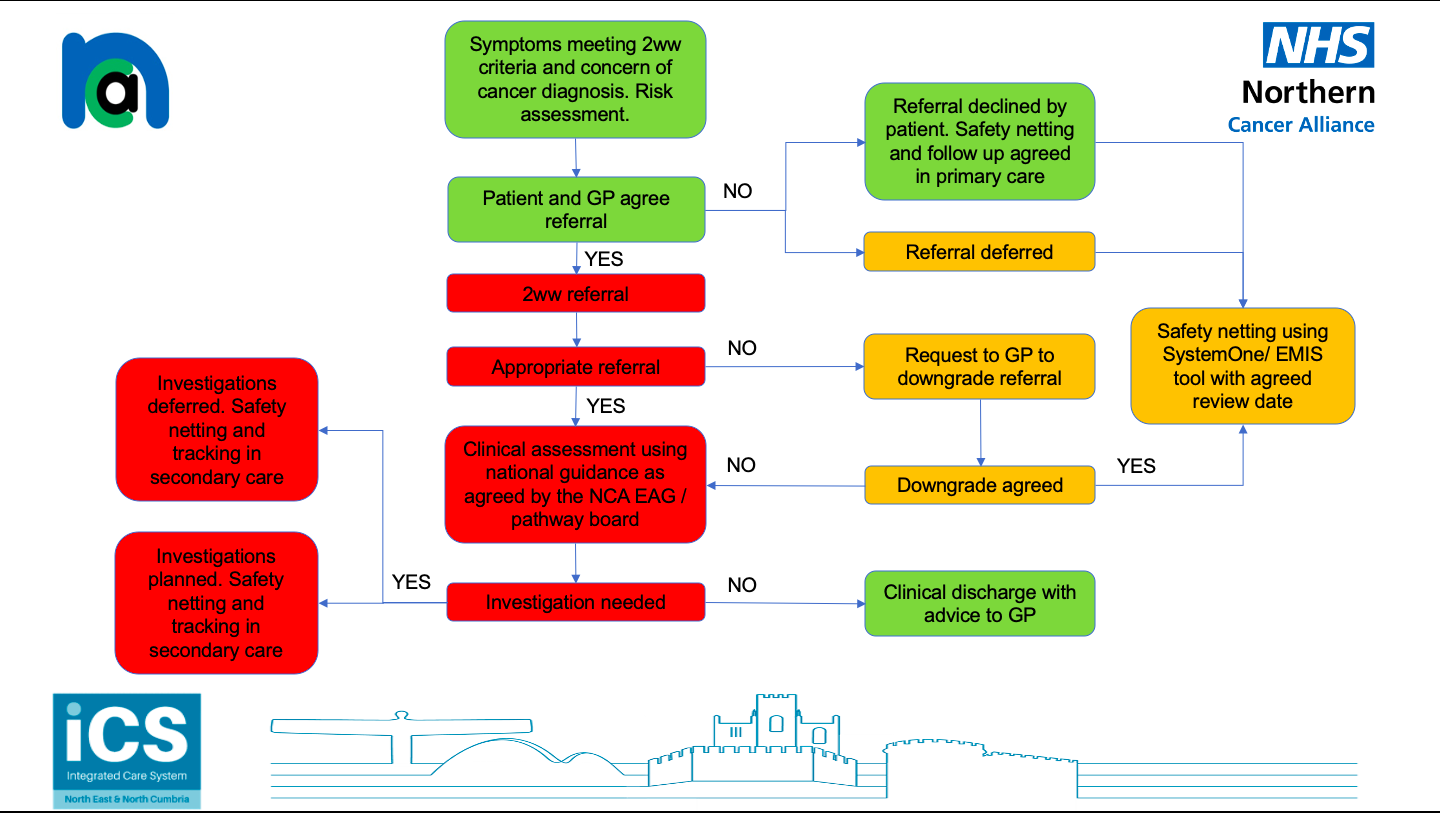 nca
NHS
Northern
Cancer Alliance
Symptoms meeting 2ww
criteria and concern of
cancer diagnosis. Risk
assessment.
Patient and GP agree
referral
NO
Referral declined by
patient. Safety netting
and follow up agreed
in primary care
Referral deferred
YES
2ww referral
Appropriate referral
NO
Request to GP to
downgrade referral
Safety netting using
SystemOne/ EMIS
tool with agreed
review date
YES
Clinical assessment using
national guidance as
agreed by the NCA EAG /
pathway board
NO
Downgrade agreed
YES
Investigations
deferred. Safety
netting and
tracking in
secondary care
Investigations
planned. Safety
netting and
tracking in
secondary care
YES
Investigation needed
NO
Clinical discharge with
advice to GP
iCS
Integrated Care System
North East & North Cumbria